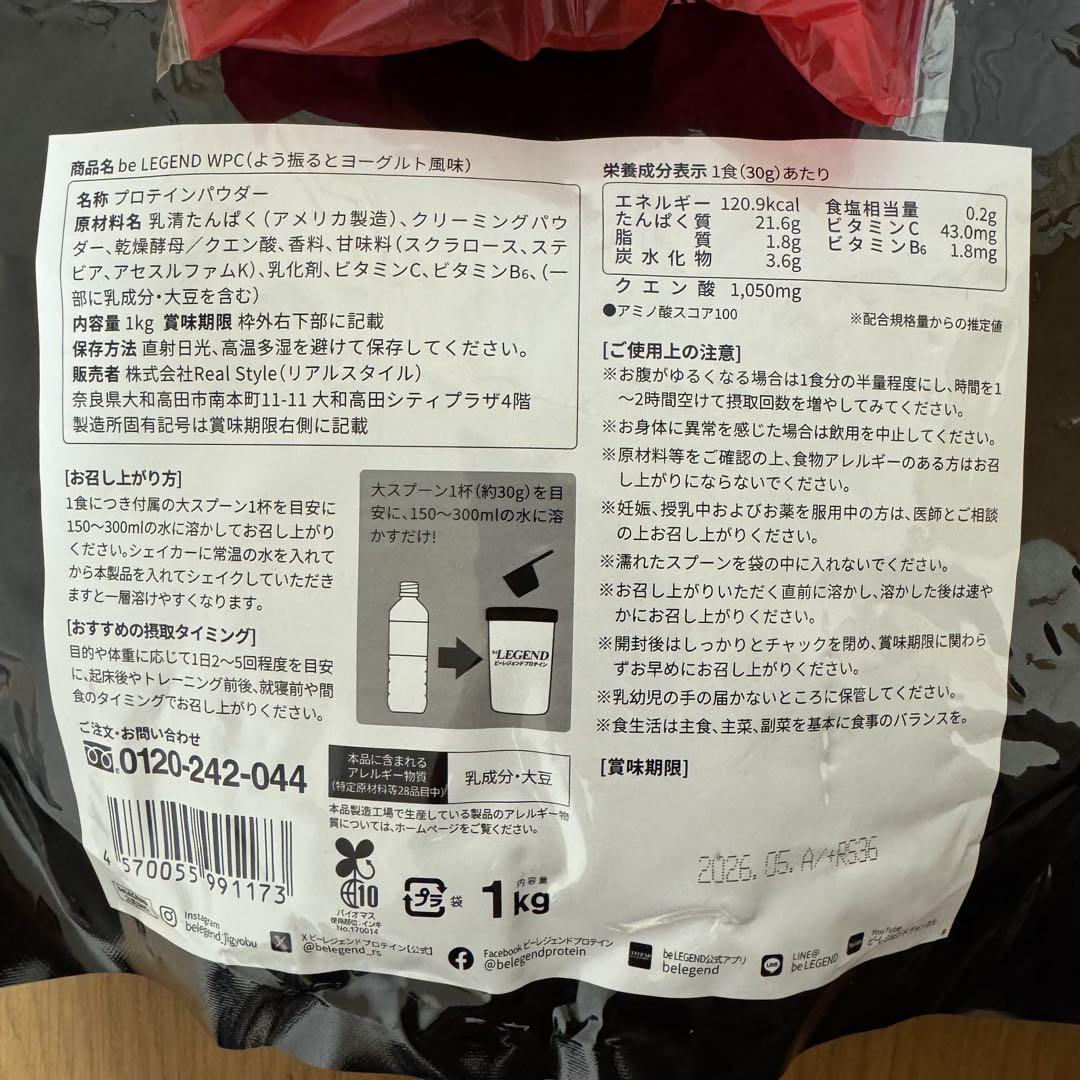 商品名 be LEGEND WPC(よう振るとヨーグルト風味)
名称 プロテインパウダー
原材料名 乳清たんぱく(アメリカ製造)、クリーミングパウ
ダー、乾燥酵母/クエン酸、香料、甘味料(スクラロース、ステ
ビア、アセスルファムK)、乳化剤、ビタミンC、ビタミンB6、(一
部に乳成分・大豆を含む)
内容量 1kg 賞味期限 枠外右下部に記載
保存方法 直射日光、高温多湿を避けて保存してください。
販売者 株式会社Real Style(リアルスタイル)
奈良県大和高田市南本町11-11 大和高田シティプラザ4階
製造所固有記号は賞味期限右側に記載
[お召し上がり方]
1食につき付属の大スプーン1杯を目安に
150~300mlの水に溶かしてお召し上がり
ください。シェイカーに常温の水を入れて
から本製品を入れてシェイクしていただき
ますと一層溶けやすくなります。
[おすすめの摂取タイミング]
目的や体重に応じて1日2~5回程度を目安
に、起床後やトレーニング前後、就寝前や間
食のタイミングでお召し上がりください。
大スプーン1杯(約30g)を目
安に、150~300mlの水に溶
かすだけ!
be LEGEND
ビーレジェンドプロテイン
ご注文・お問い合わせ
0120-242-044
4 570055 991173
本品に含まれる
アレルギー物質
(特定原材料等28品目中)
乳成分・大豆
本品製造工場で生産している製品のアレルギー物
質については、ホームページをご覧ください。
10
バイオマス
使用部位:インキ
No.170014
プラ 袋
内容量
1kg
栄養成分表示 1食(30g)あたり
エネルギー 120.9kcal
たんぱく質 21.6g
脂質 1.8g
炭水化物 3.6g
食塩相当量 0.2g
ビタミンC 43.0mg
ビタミンB6 1.8mg
クエン酸 1,050mg
●アミノ酸スコア100
※配合規格量からの推定値
[ご使用上の注意]
※お腹がゆるくなる場合は1食分の半量程度にし、時間を1
~2時間空けて摂取回数を増やしてみてください。
※お身体に異常を感じた場合は飲用を中止してください。
※原材料等をご確認の上、食物アレルギーのある方はお召
し上がりにならないでください。
※妊娠、授乳中およびお薬を服用中の方は、医師とご相談
の上お召し上がりください。
※濡れたスプーンを袋の中に入れないでください。
※お召し上がりいただく直前に溶かし、溶かした後は速や
かにお召し上がりください。
※開封後はしっかりとチャックを閉め、賞味期限に関わら
ずお早めにお召し上がりください。
※乳幼児の手の届かないところに保管してください。
※食生活は主食、主菜、副菜を基本に食事のバランスを。
[賞味期限]
2026.05.A/+RS36
Instagram
belegend_jigyobu
X ビーレジェンドプロテイン【公式】
@belegend_rs
Facebook ビーレジェンドプロテイン
@belegendprotein
be LEGEND公式アプリ
belegend
LINE@
be LEGEND
YouTube